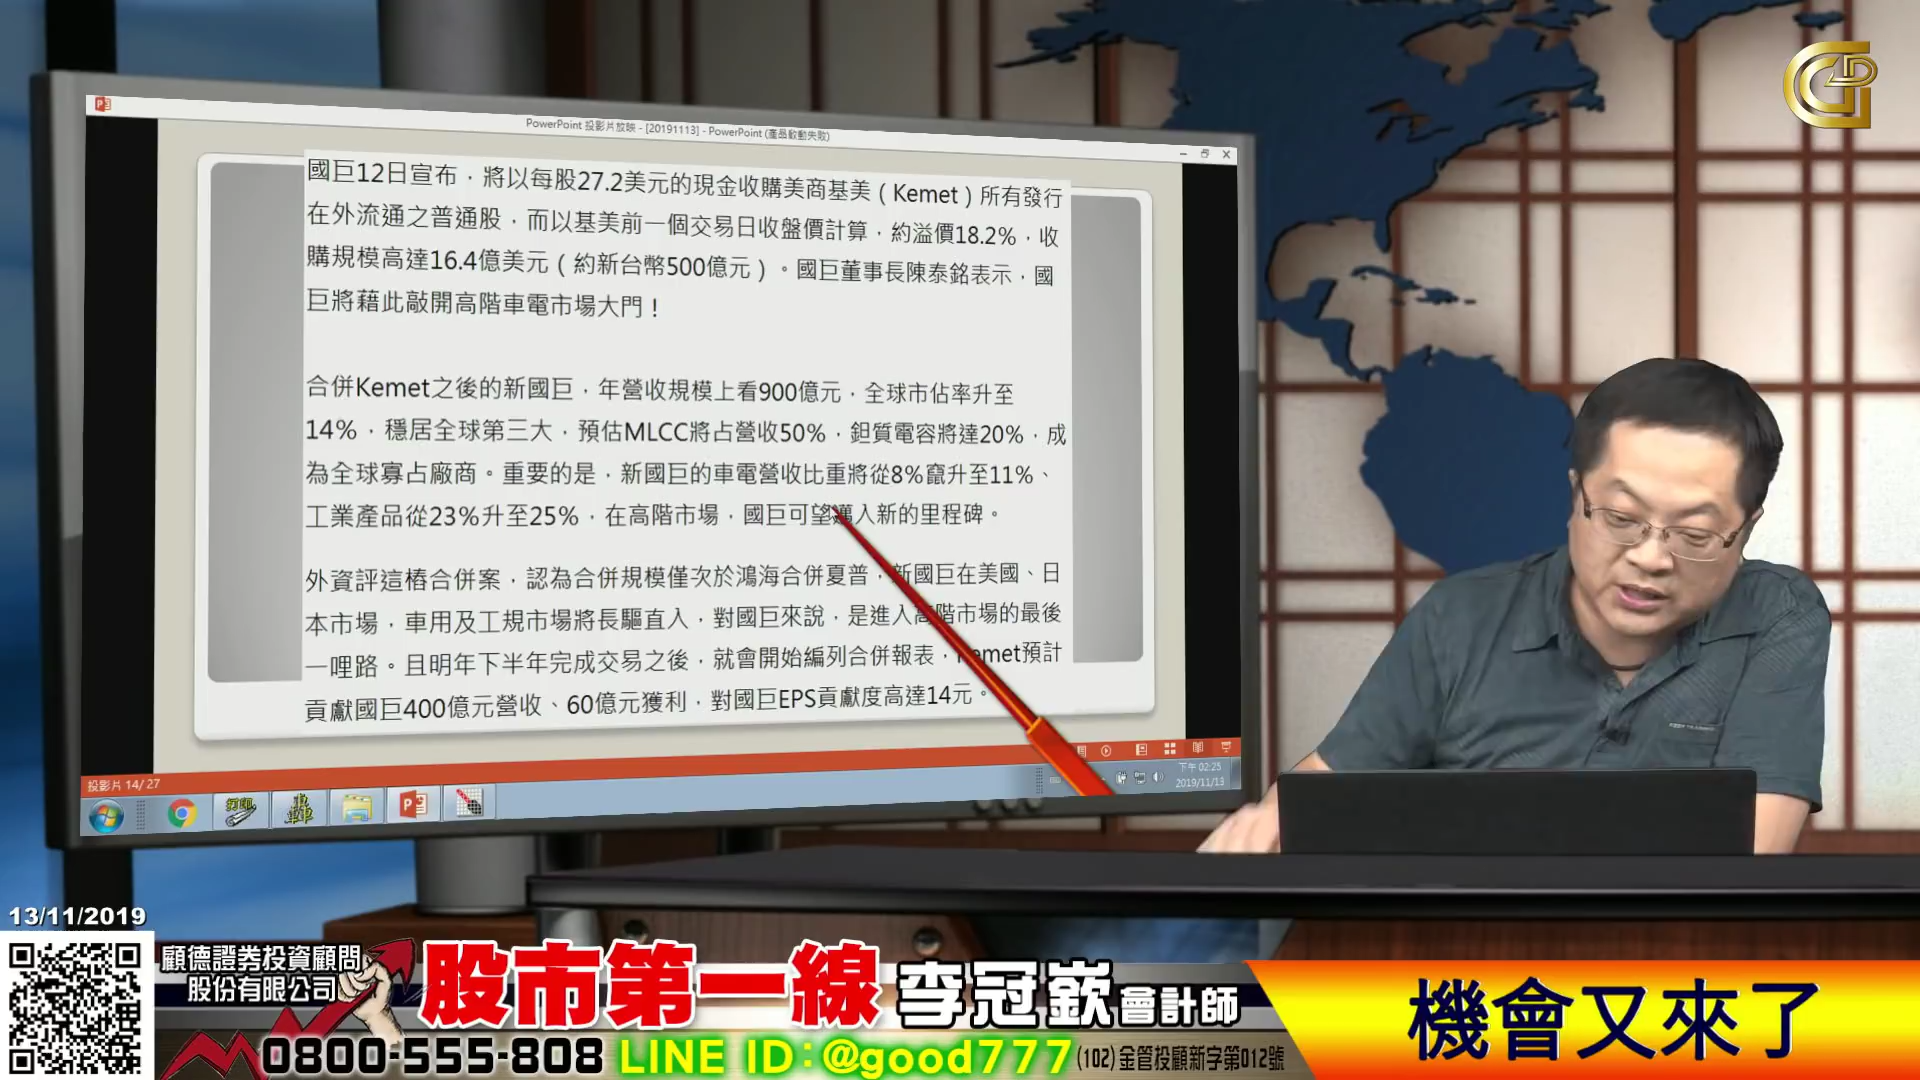 PowerPoint 投影片放映 - [20191113] - PowerPoint (產品啟動失敗)
國巨12日宣布，將以每股27.2美元的現金收購美商基美（Kemet）所有發行
在外流通之普通股，而以基美前一個交易日收盤價計算，約溢價18.2%，收
購規模高達16.4億美元（約新台幣500億元）。國巨董事長陳泰銘表示，國
巨將藉此敲開高階車電市場大門！
合併Kemet之後的新國巨，年營收規模上看900億元，全球市佔率升至
14%，穩居全球第三大，預估MLCC將占營收50%，鉭質電容將達20%，成
為全球寡占廠商。重要的是，新國巨的車電營收比重將從8%竄升至11%、
工業產品從23%升至25%，在高階市場，國巨可望邁入新的里程碑。
外資評這樁合併案，認為合併規模僅次於鴻海合併夏普，新國巨在美國、日
本市場，車用及工規市場將長驅直入，對國巨來說，是進入高階市場的最後
一哩路。且明年下半年完成交易之後，就會開始編列合併報表，Kemet預計
貢獻國巨400億元營收、60億元獲利，對國巨EPS貢獻度高達14元。
投影片 14/ 27
下午 02:25
2019/11/13
13/11/2019
顧德證券投資顧問
股份有限公司
股市第一線 李冠嶔 會計師
0800-555-808 LINE ID:@good777 (102)金管投顧新字第012號
機會又來了